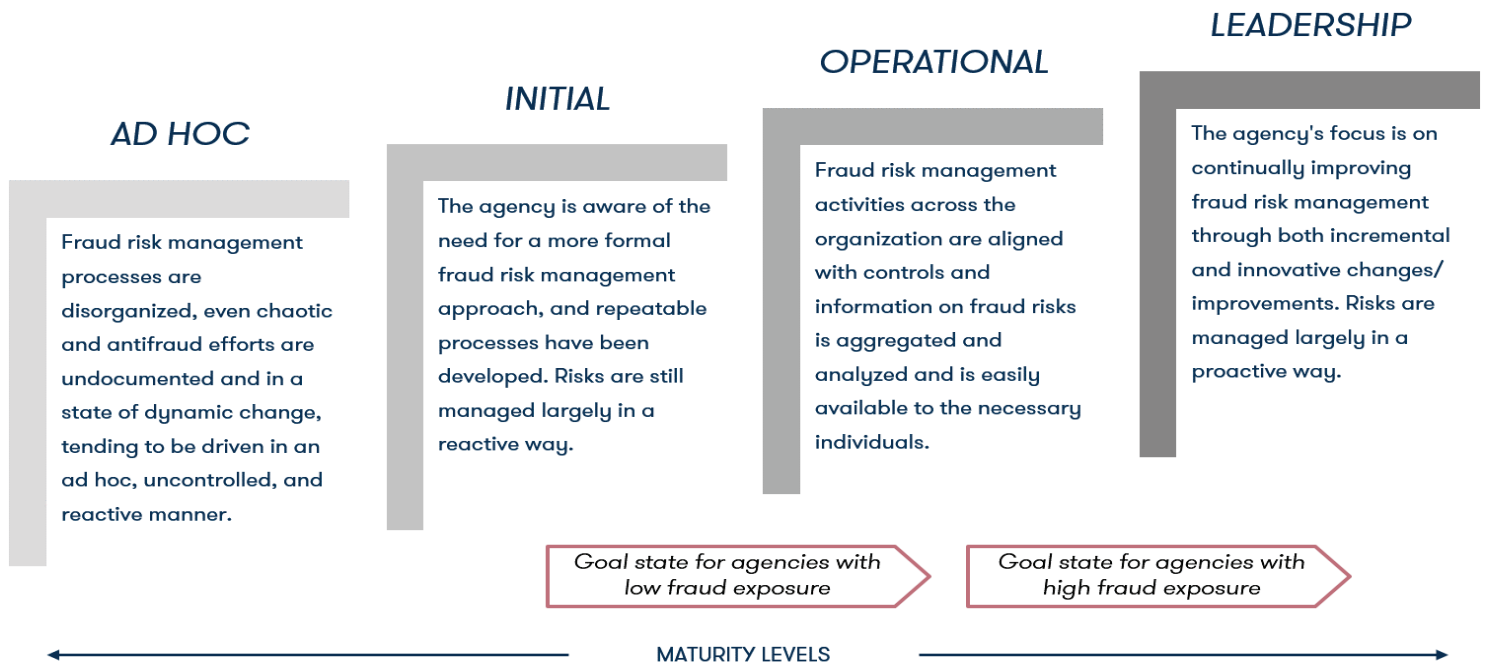 AD HOC
Fraud risk management
processes are
disorganized, even chaotic
and antifraud efforts are
undocumented and in a
state of dynamic change,
tending to be driven in an
ad hoc, uncontrolled, and
reactive manner.
INITIAL
The agency is aware of the
need for a more formal
fraud risk management
approach, and repeatable
processes have been
developed. Risks are still
managed largely in a
reactive way.
OPERATIONAL
Fraud risk management
activities across the
organization are aligned
with controls and
information on fraud risks
is aggregated and
analyzed and is easily
available to the necessary
individuals.
LEADERSHIP
The agency's focus is on
continually improving
fraud risk management
through both incremental
and innovative changes/
improvements. Risks are
managed largely in a
proactive way.
Goal state for agencies with
low fraud exposure
Goal state for agencies with
high fraud exposure
MATURITY LEVELS